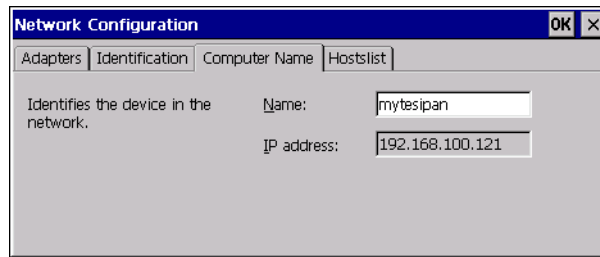 Network Configuration OK ×
Adapters Identification Computer Name Hostslist
Identifies the device in the network.
Name: mytesipan
IP address: 192.168.100.121